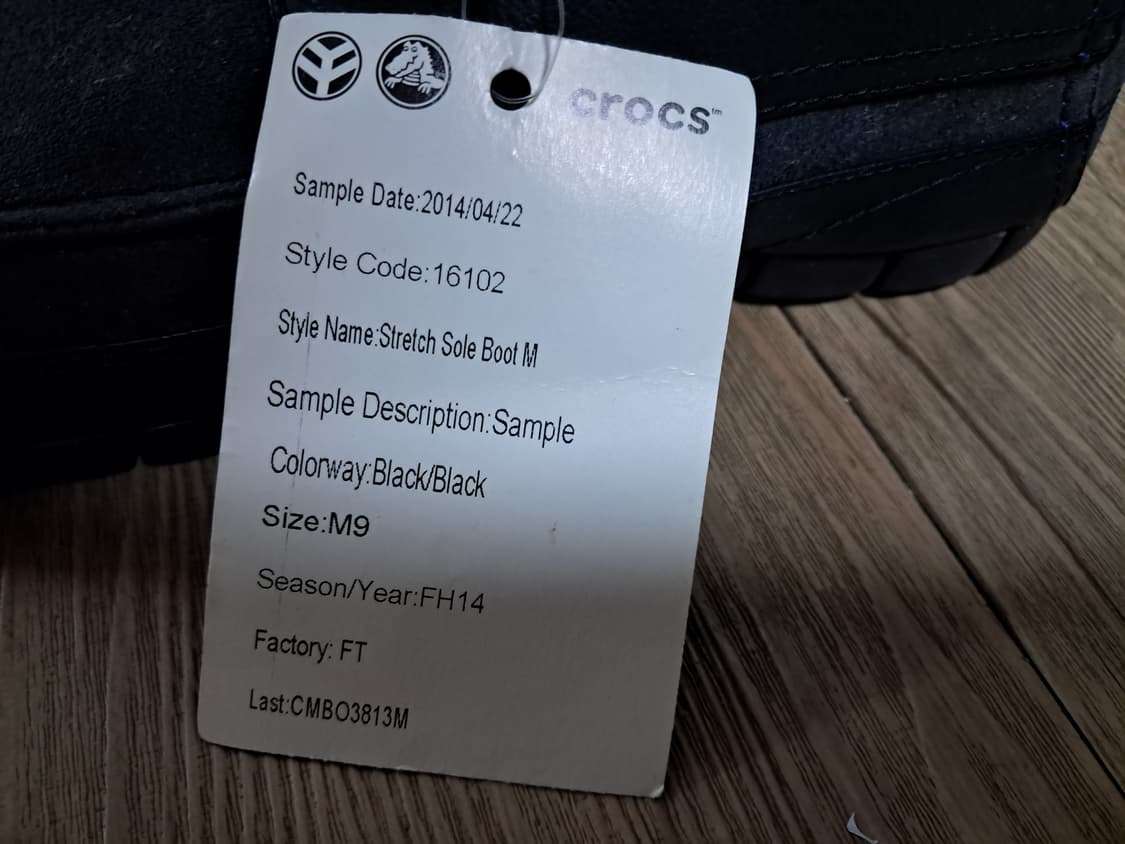 crocs™
Sample Date:2014/04/22
Style Code:16102
Style Name:Stretch Sole Boot M
Sample Description:Sample
Colorway:Black/Black
Size:M9
Season/Year:FH14
Factory: FT
Last:CMBO3813M